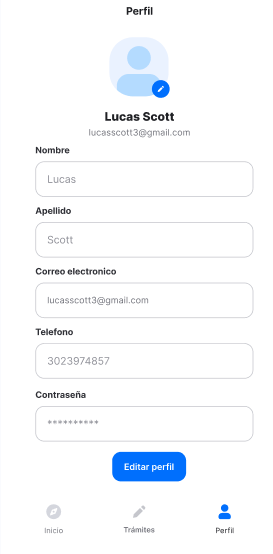 Perfil
Lucas Scott
lucasscott3@gmail.com
Nombre
Lucas
Apellido
Scott
Correo electronico
lucasscott3@gmail.com
Telefono
3023974857
Contraseña
**********
Editar perfil
Inicio
Trámites
Perfil